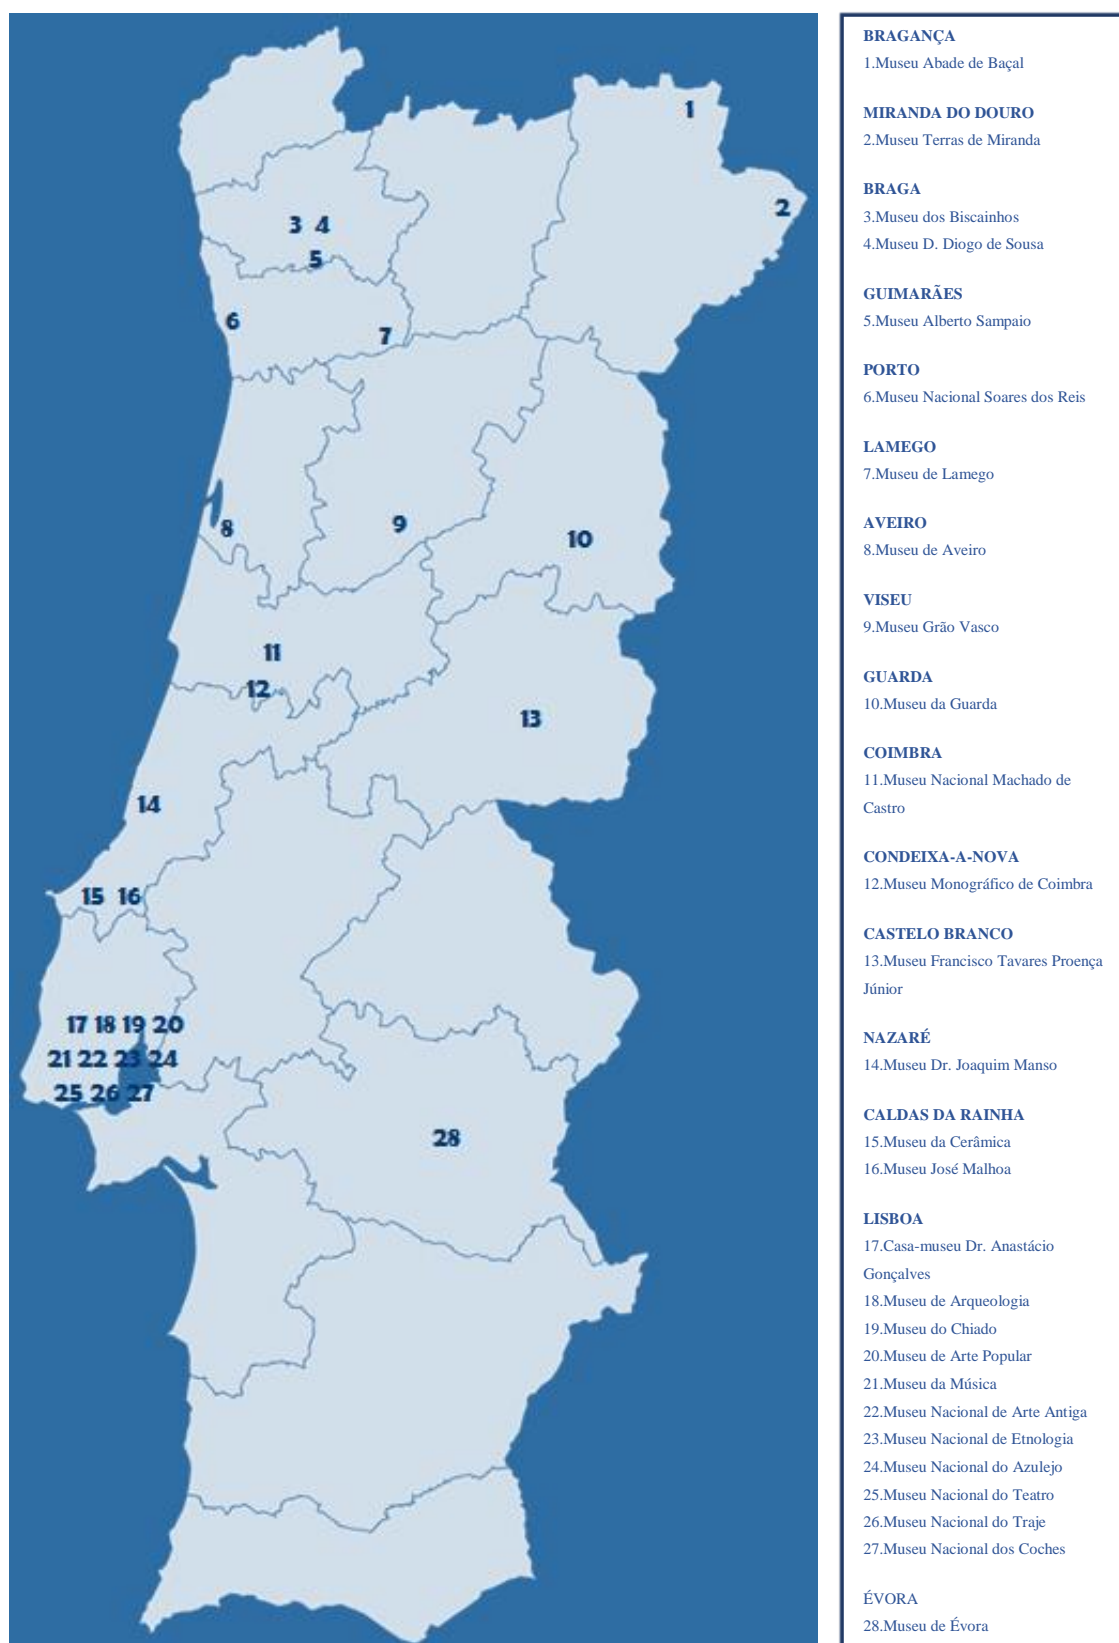 1
2
3 4
5
6
7
8
9
10
11
12
13
14
15 16
17 18 19 20
21 22 23 24
25 26 27
28
BRAGANÇA
1.Museu Abade de Baçal
MIRANDA DO DOURO
2.Museu Terras de Miranda
BRAGA
3.Museu dos Biscainhos
4.Museu D. Diogo de Sousa
GUIMARÃES
5.Museu Alberto Sampaio
PORTO
6.Museu Nacional Soares dos Reis
LAMEGO
7.Museu de Lamego
AVEIRO
8.Museu de Aveiro
VISEU
9.Museu Grão Vasco
GUARDA
10.Museu da Guarda
COIMBRA
11.Museu Nacional Machado de
Castro
CONDEIXA-A-NOVA
12.Museu Monográfico de Coimbra
CASTELO BRANCO
13.Museu Francisco Tavares Proença
Júnior
NAZARÉ
14.Museu Dr. Joaquim Manso
CALDAS DA RAINHA
15.Museu da Cerâmica
16.Museu José Malhoa
LISBOA
17.Casa-museu Dr. Anastácio
Gonçalves
18.Museu de Arqueologia
19.Museu do Chiado
20.Museu de Arte Popular
21.Museu da Música
22.Museu Nacional de Arte Antiga
23.Museu Nacional de Etnologia
24.Museu Nacional do Azulejo
25.Museu Nacional do Teatro
26.Museu Nacional do Traje
27.Museu Nacional dos Coches
ÉVORA
28.Museu de Évora